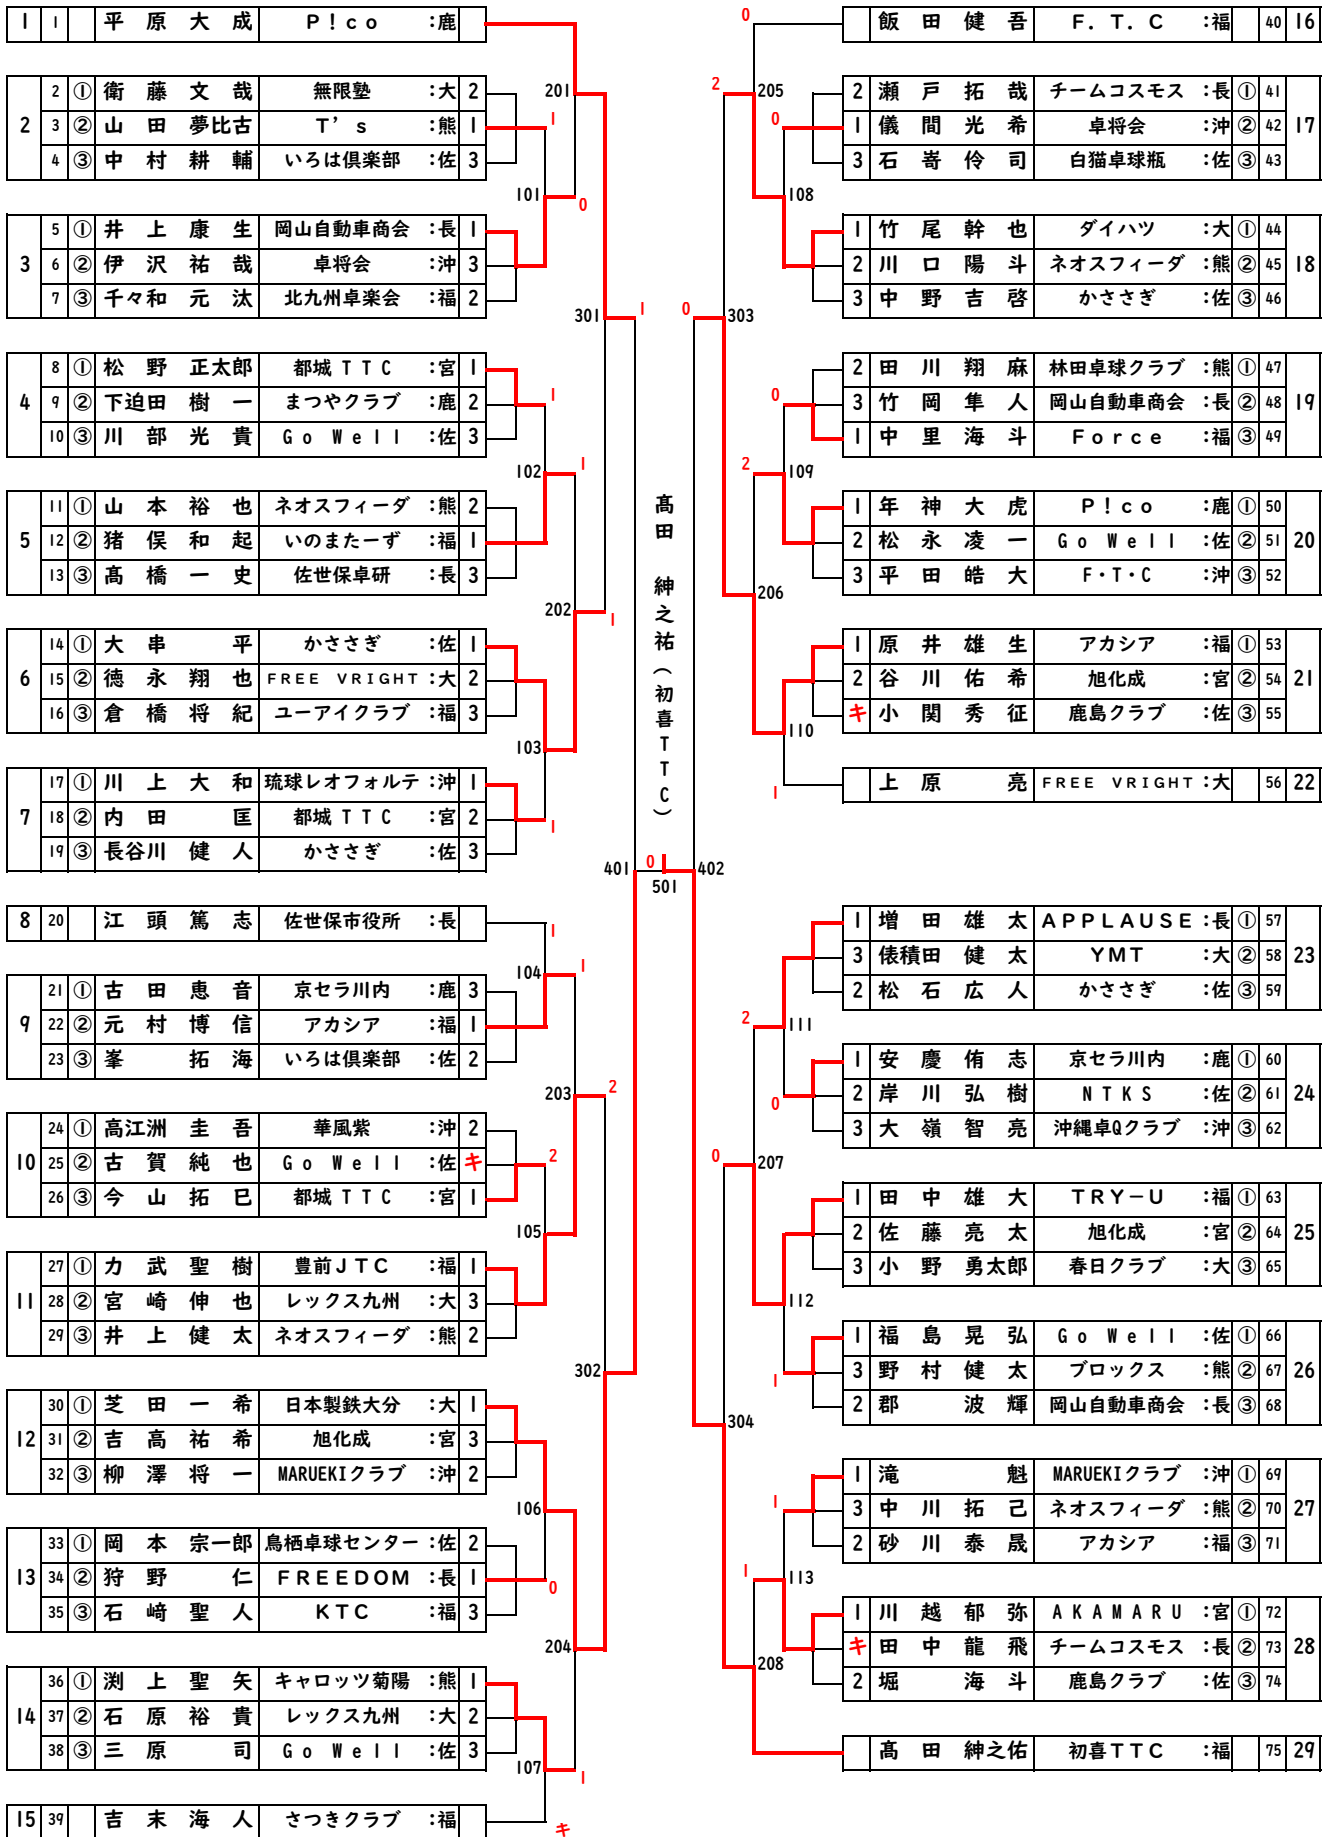 1 1 平原大成 P!co :鹿
2 ① 衛藤文哉 無限塾 :大 2
2 3 ② 山田夢比古 T's :熊 1
4 ③ 中村耕輔 いろは倶楽部 :佐 3
5 ① 井上康生 岡山自動車商会 :長 1
3 6 ② 伊沢祐哉 卓将会 :沖 3
7 ③ 千々和元汰 北九州卓楽会 :福 2
8 ① 松野正太郎 都城TTC :宮 1
4 9 ② 下迫田樹一 まつやクラブ :鹿 2
10 ③ 川部光貴 Go Well :佐 3
11 ① 山本裕也 ネオスフィーダ :熊 2
5 12 ② 猪俣和起 いのまたーず :福 1
13 ③ 髙橋一史 佐世保卓研 :長 3
14 ① 大串平 かささぎ :佐 1
6 15 ② 徳永翔也 FREE VRIGHT :大 2
16 ③ 倉橋将紀 ユーアイクラブ :福 3
17 ① 川上大和 琉球レオフォルテ :沖 1
7 18 ② 内田匡 都城TTC :宮 2
19 ③ 長谷川健人 かささぎ :佐 3
8 20 江頭篤志 佐世保市役所 :長
21 ① 古田恵音 京セラ川内 :鹿 3
9 22 ② 元村博信 アカシア :福 1
23 ③ 峯拓海 いろは倶楽部 :佐 2
24 ① 高江洲圭吾 華風紫 :沖 2
10 25 ② 古賀純也 Go Well :佐 キ
26 ③ 今山拓巳 都城TTC :宮 1
27 ① 力武聖樹 豊前JTC :福 1
11 28 ② 宮崎伸也 レックス九州 :大 3
29 ③ 井上健太 ネオスフィーダ :熊 2
30 ① 芝田一希 日本製鉄大分 :大 1
12 31 ② 吉高祐希 旭化成 :宮 3
32 ③ 柳澤将一 MARUEKIクラブ :沖 2
33 ① 岡本宗一郎 鳥栖卓球センター :佐 2
13 34 ② 狩野仁 FREEDOM :長 1
35 ③ 石﨑聖人 KTC :福 3
36 ① 渕上聖矢 キャロッツ菊陽 :熊 1
14 37 ② 石原裕貴 レックス九州 :大 2
38 ③ 三原司 Go Well :佐 3
15 39 吉末海人 さつきクラブ :福
201
1
101
0
301
1
1
102
1
202
1
103
1
401
1
104
1
203
2
2
105
302
106
0
204
107
1
キ
髙田 紳之祐(初喜TTC)
0
501
0
2
205
0
108
0
303
0
2
109
206
110
1
402
2
111
0
0
207
112
1
304
1
1
113
208
飯田健吾 F.T.C :福 40 16
2 瀬戸拓哉 チームコスモス :長 ① 41
1 儀間光希 卓将会 :沖 ② 42 17
3 石嵜伶司 白猫卓球瓶 :佐 ③ 43
1 竹尾幹也 ダイハツ :大 ① 44
2 川口陽斗 ネオスフィーダ :熊 ② 45 18
3 中野吉啓 かささぎ :佐 ③ 46
2 田川翔麻 林田卓球クラブ :熊 ① 47
3 竹岡隼人 岡山自動車商会 :長 ② 48 19
1 中里海斗 Force :福 ③ 49
1 年神大虎 P!co :鹿 ① 50
2 松永凌一 Go Well :佐 ② 51 20
3 平田皓大 F・T・C :沖 ③ 52
1 原井雄生 アカシア :福 ① 53
2 谷川佑希 旭化成 :宮 ② 54 21
キ 小関秀征 鹿島クラブ :佐 ③ 55
上原亮 FREE VRIGHT :大 56 22
1 増田雄太 APPLAUSE :長 ① 57
3 俵積田健太 YMT :大 ② 58 23
2 松石広人 かささぎ :佐 ③ 59
1 安慶侑志 京セラ川内 :鹿 ① 60
2 岸川弘樹 NTKS :佐 ② 61 24
3 大嶺智亮 沖縄卓Qクラブ :沖 ③ 62
1 田中雄大 TRY-U :福 ① 63
2 佐藤亮太 旭化成 :宮 ② 64 25
3 小野勇太郎 春日クラブ :大 ③ 65
1 福島晃弘 Go Well :佐 ① 66
3 野村健太 ブロックス :熊 ② 67 26
2 郡波輝 岡山自動車商会 :長 ③ 68
1 滝魁 MARUEKIクラブ :沖 ① 69
3 中川拓己 ネオスフィーダ :熊 ② 70 27
2 砂川泰晟 アカシア :福 ③ 71
1 川越郁弥 AKAMARU :宮 ① 72
キ 田中龍飛 チームコスモス :長 ② 73 28
2 堀海斗 鹿島クラブ :佐 ③ 74
髙田紳之佑 初喜TTC :福 75 29